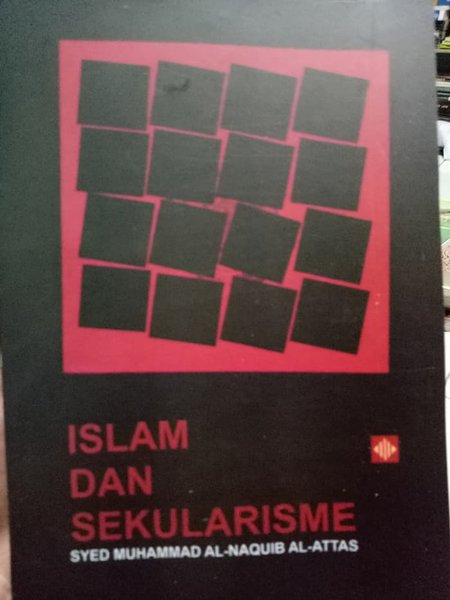 ISLAM
DAN
SEKULARISME
SYED MUHAMMAD AL-NAQUIB AL-ATTAS